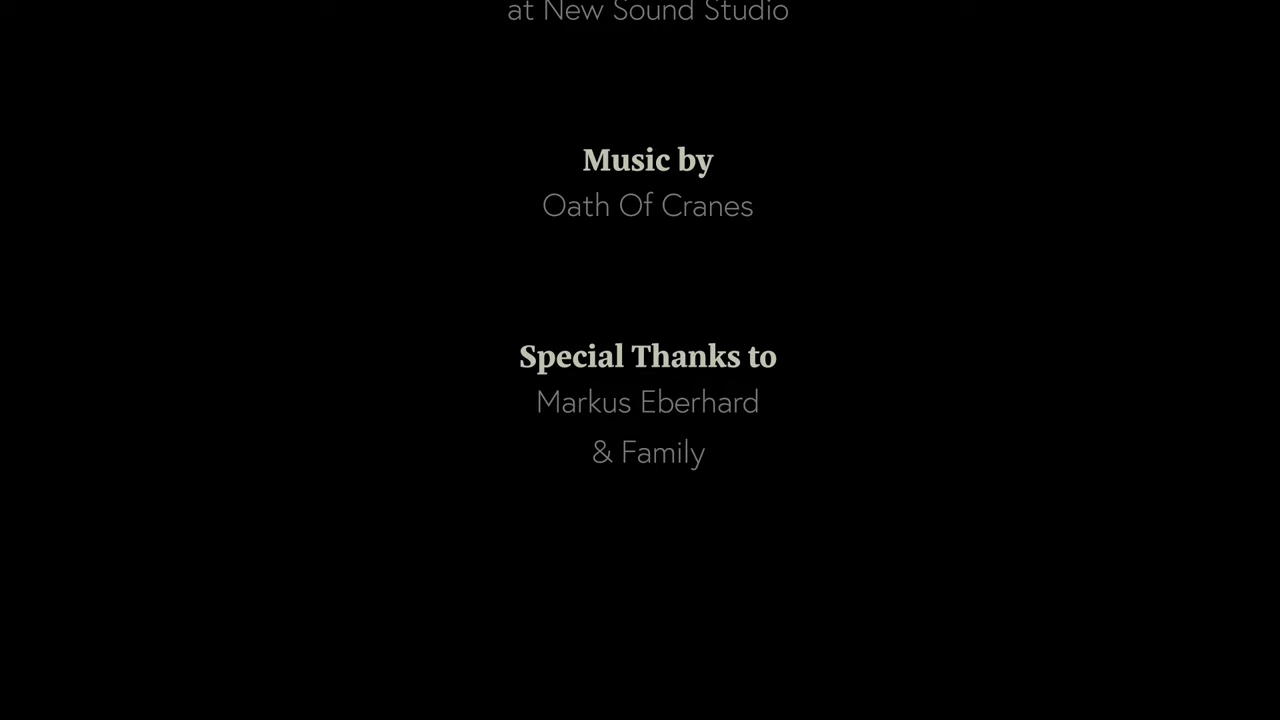 at New Sound Studio
Music by
Oath Of Cranes
Special Thanks to
Markus Eberhard
& Family